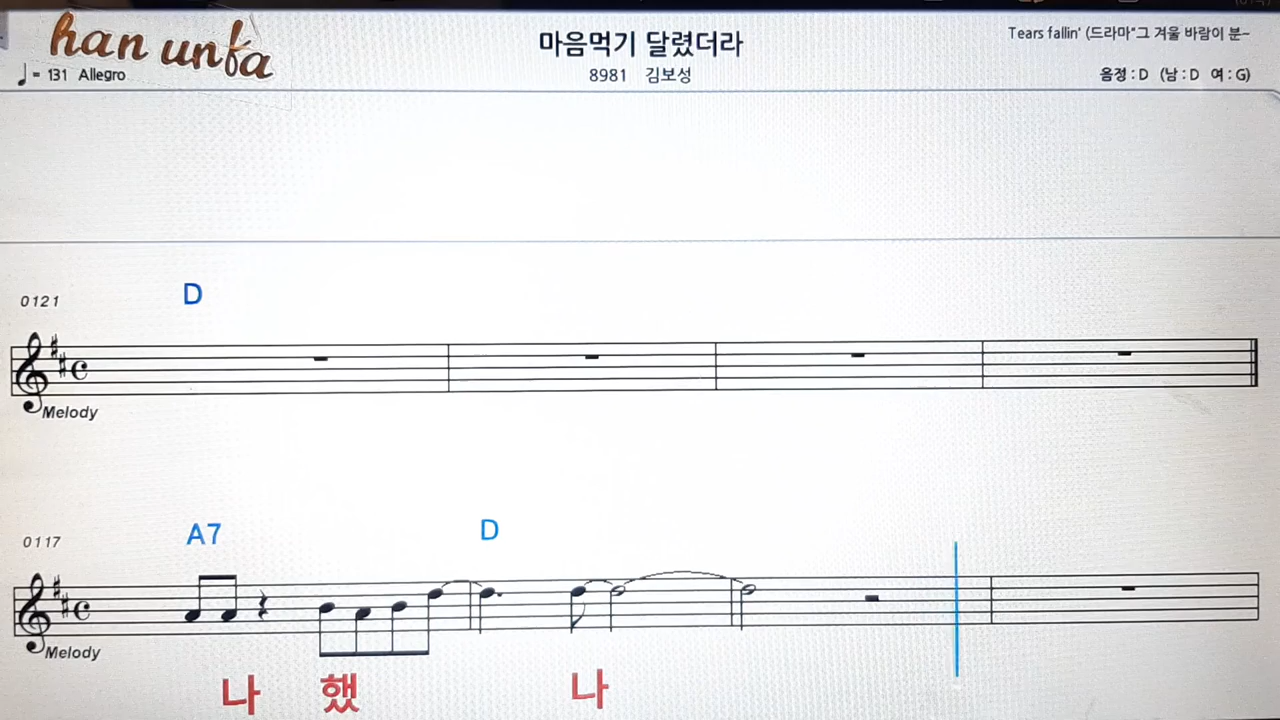 han unba
마음먹기 달렸더라
Tears fallin' (드라마"그 겨울 바람이 분~
= 131 Allegro
8981 김보성
음정 : D (남 : D 여 : G)
D
0121
Melody
A7 D
0117
Melody
나 했 나